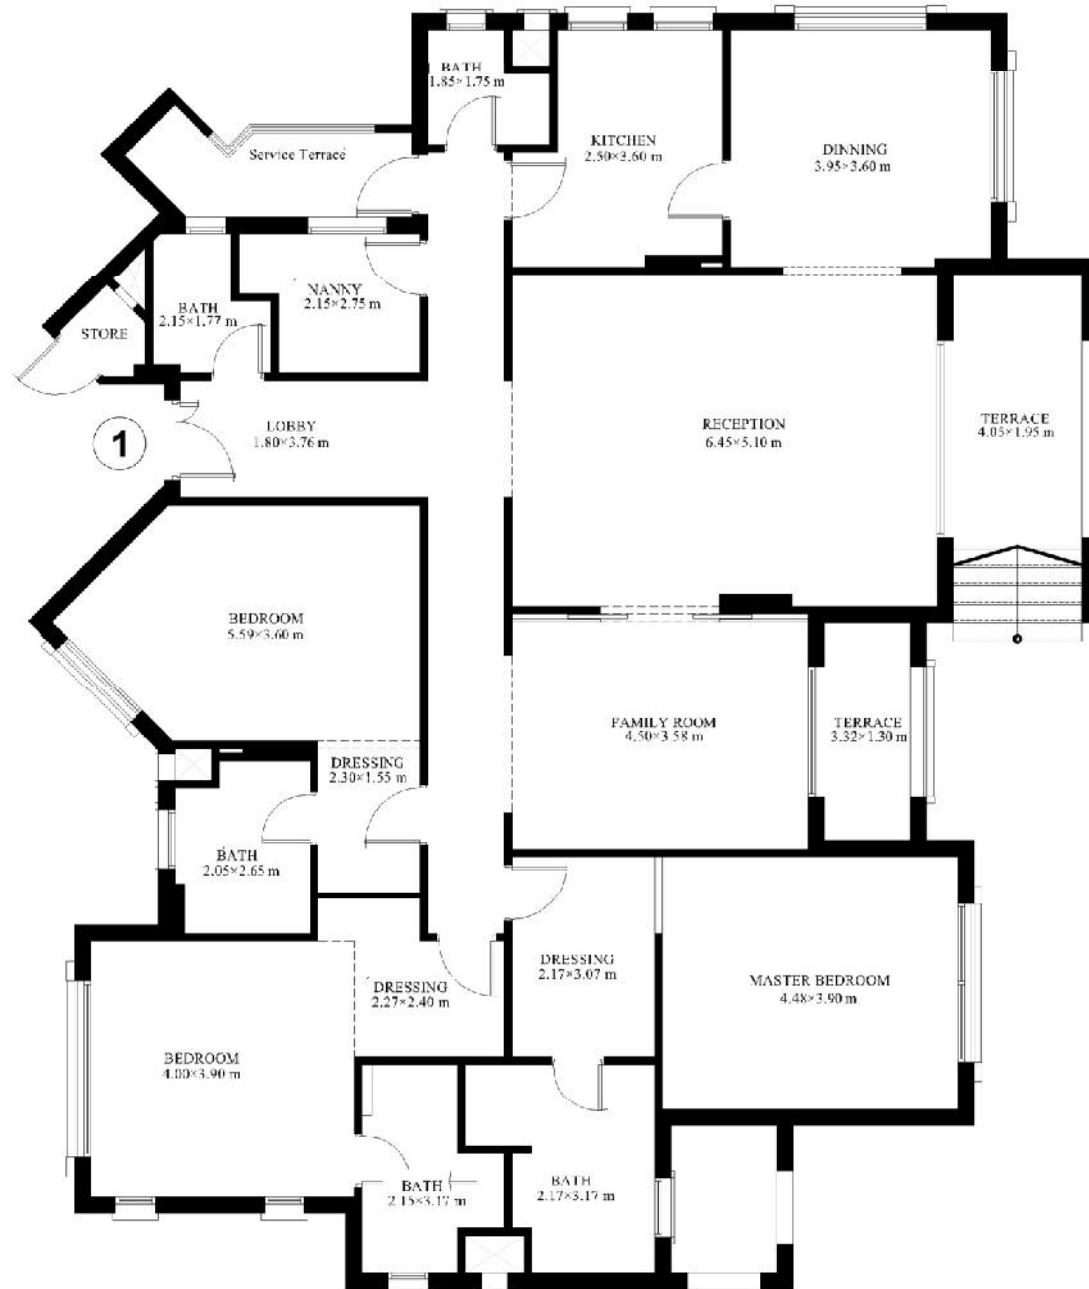 BATH
1.85×1.75 m
KITCHEN
2.50×3.60 m
DINNING
3.95×3.60 m
Service Terrace
NANNY
2.15×2.75 m
BATH
2.15×1.77 m
STORE
LOBBY
1.80×3.76 m
1
RECEPTION
6.45×5.10 m
TERRACE
4.05×1.95 m
BEDROOM
5.59×3.60 m
FAMILY ROOM
4.50×3.58 m
TERRACE
3.32×1.30 m
DRESSING
2.30×1.55 m
BATH
2.05×2.65 m
DRESSING
2.27×2.40 m
DRESSING
2.17×3.07 m
MASTER BEDROOM
4.48×3.90 m
BEDROOM
4.00×3.90 m
BATH
2.15×3.17 m
BATH
2.17×3.17 m